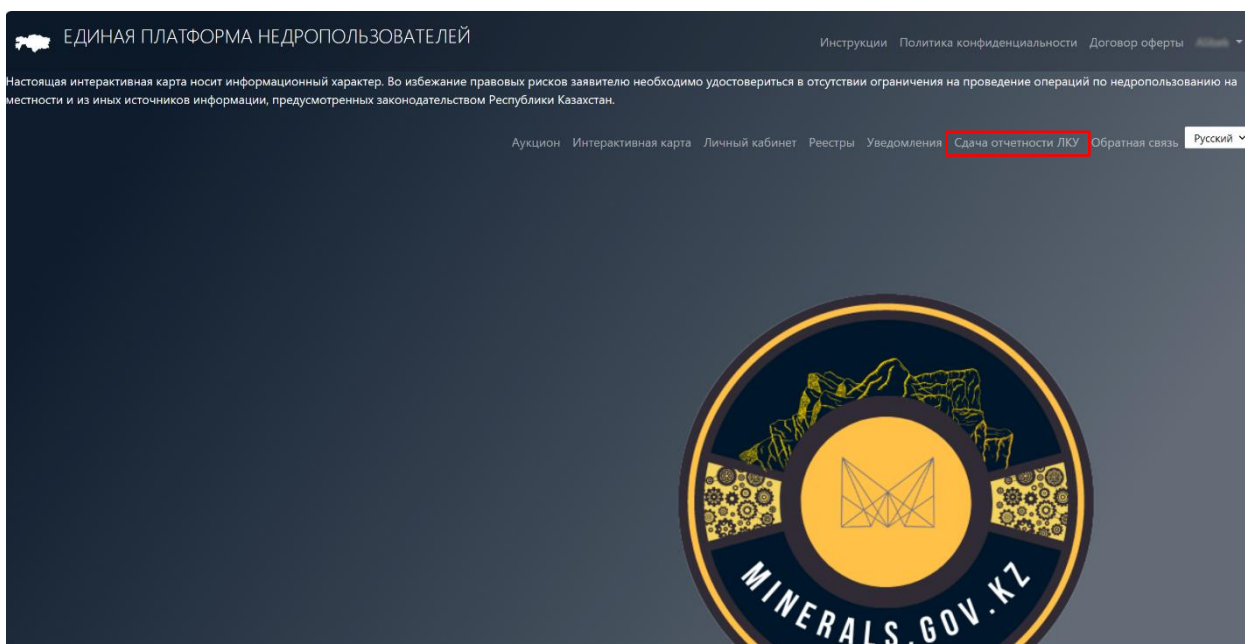 ЕДИНАЯ ПЛАТФОРМА НЕДРОПОЛЬЗОВАТЕЛЕЙ
Инструкции Политика конфиденциальности Договор оферты
Настоящая интерактивная карта носит информационный характер. Во избежание правовых рисков заявителю необходимо удостовериться в отсутствии ограничения на проведение операций по недропользованию на
местности и из иных источников информации, предусмотренных законодательством Республики Казахстан.
Аукцион Интерактивная карта Личный кабинет Реестры Уведомления Сдача отчетности ЛКУ Обратная связь Русский
MINERALS.GOV.KZ